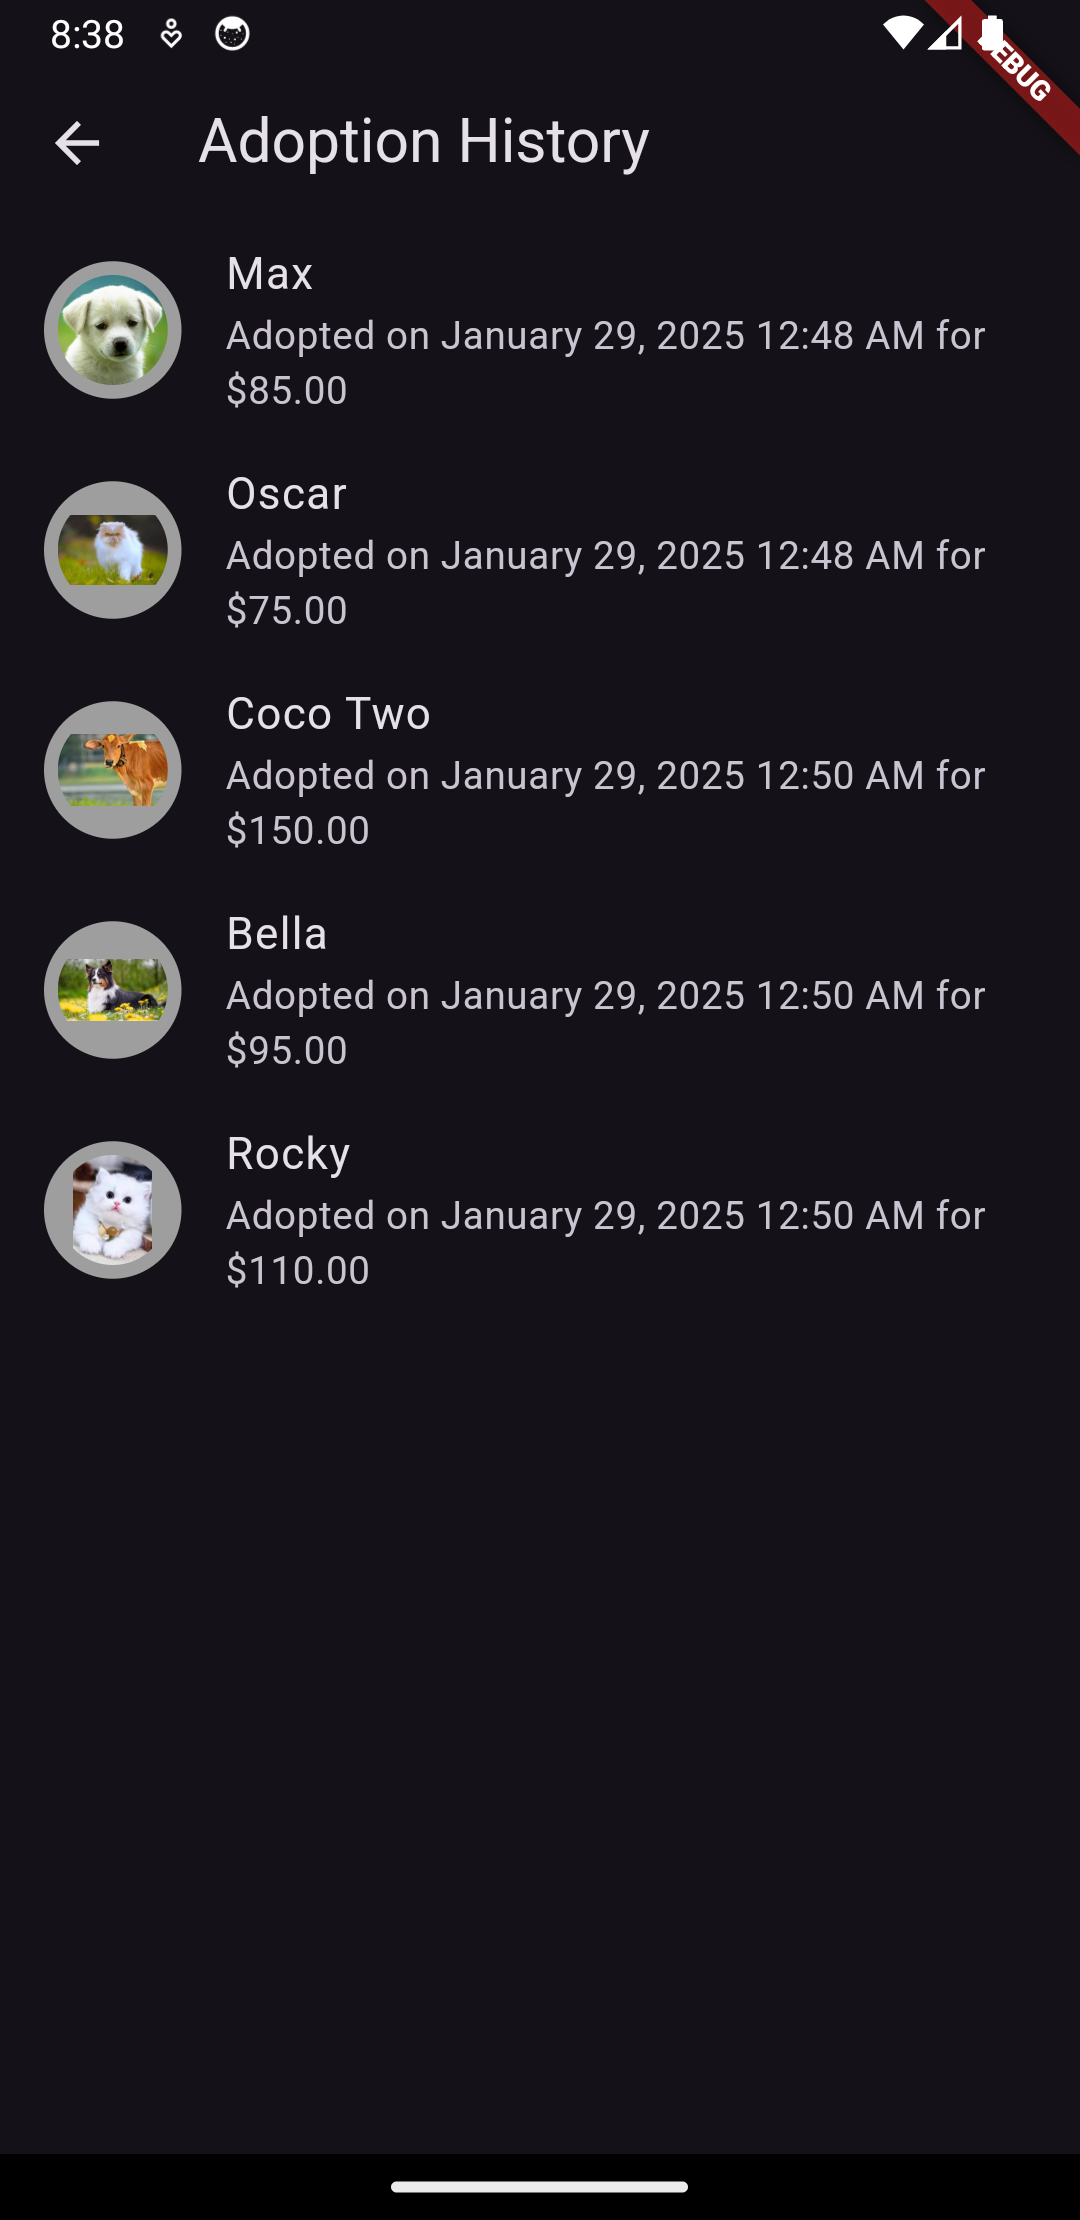 8:38
DEBUG
Adoption History
Max
Adopted on January 29, 2025 12:48 AM for
$85.00
Oscar
Adopted on January 29, 2025 12:48 AM for
$75.00
Coco Two
Adopted on January 29, 2025 12:50 AM for
$150.00
Bella
Adopted on January 29, 2025 12:50 AM for
$95.00
Rocky
Adopted on January 29, 2025 12:50 AM for
$110.00